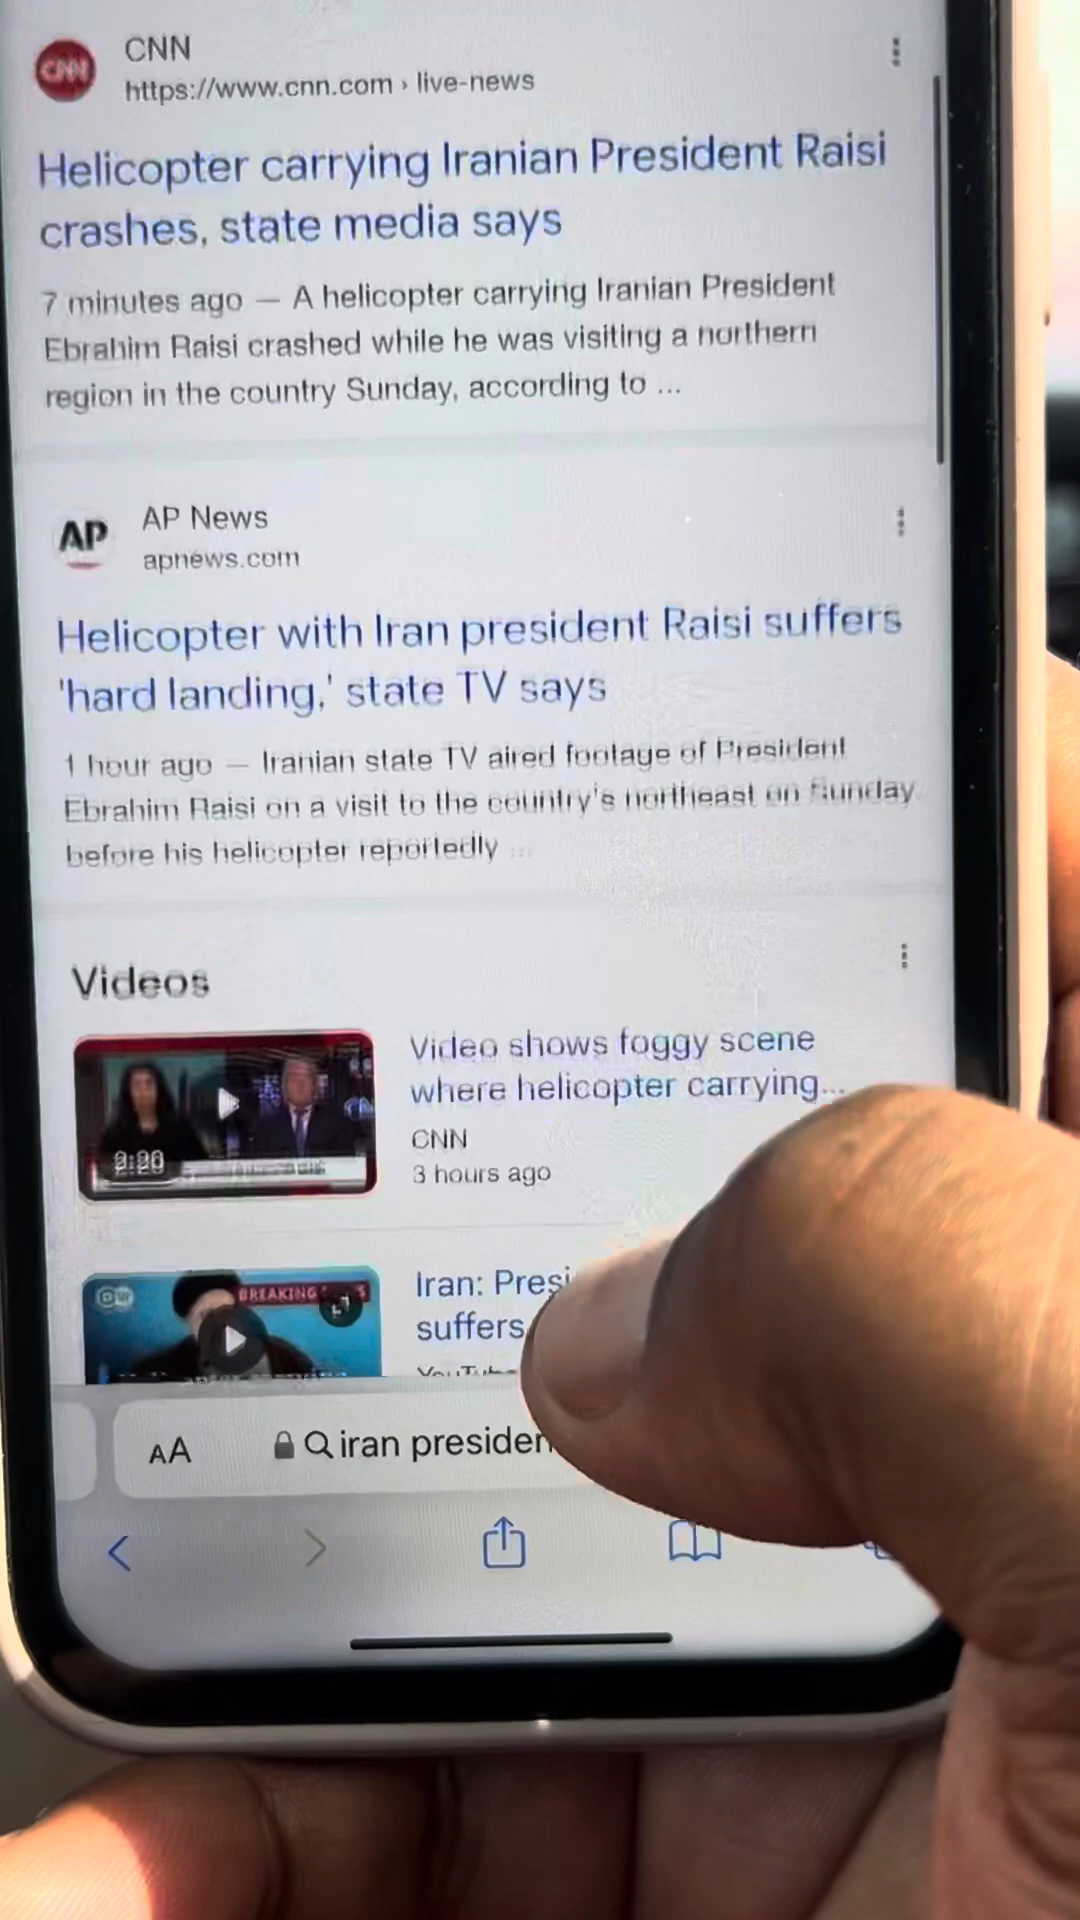 CNN
CNN
https://www.cnn.com › live-news
Helicopter carrying Iranian President Raisi
crashes, state media says
7 minutes ago — A helicopter carrying Iranian President
Ebrahim Raisi crashed while he was visiting a northern
region in the country Sunday, according to ...
AP
AP News
apnews.com
Helicopter with Iran president Raisi suffers
'hard landing,' state TV says
1 hour ago — Iranian state TV aired footage of President
Ebrahim Raisi on a visit to the country's northeast on Sunday
before his helicopter reportedly ...
Videos
Video shows foggy scene
where helicopter carrying...
CNN
3 hours ago
2:20
Iran: Presi
suffers
YouTube
BREAKING
AA
iran presiden